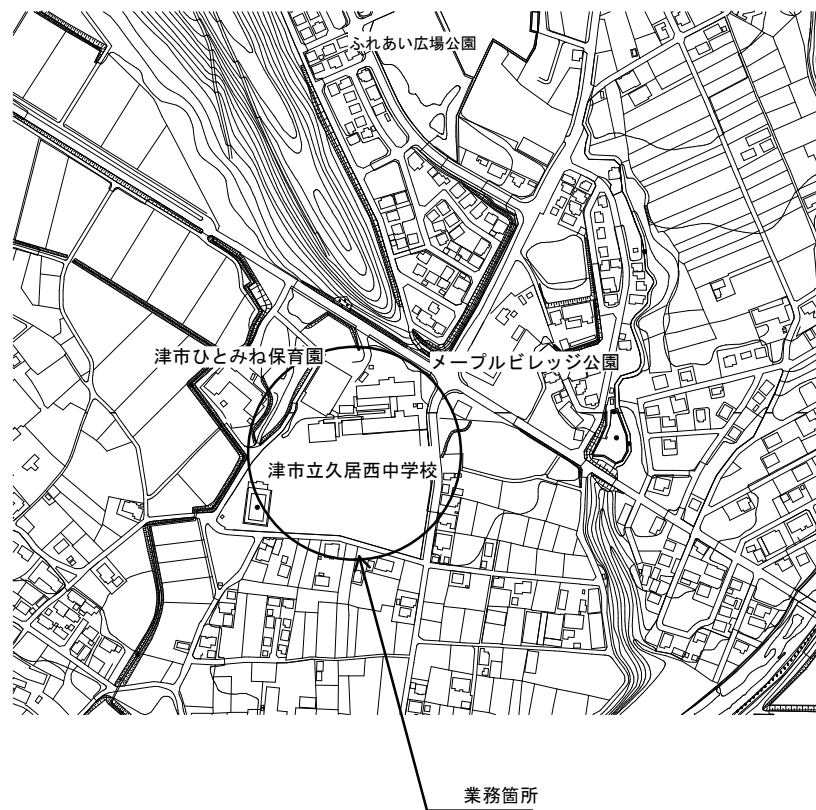 ふれあい広場公園
津市ひとみね保育園
メープルビレッジ公園
津市立久居西中学校
業務箇所